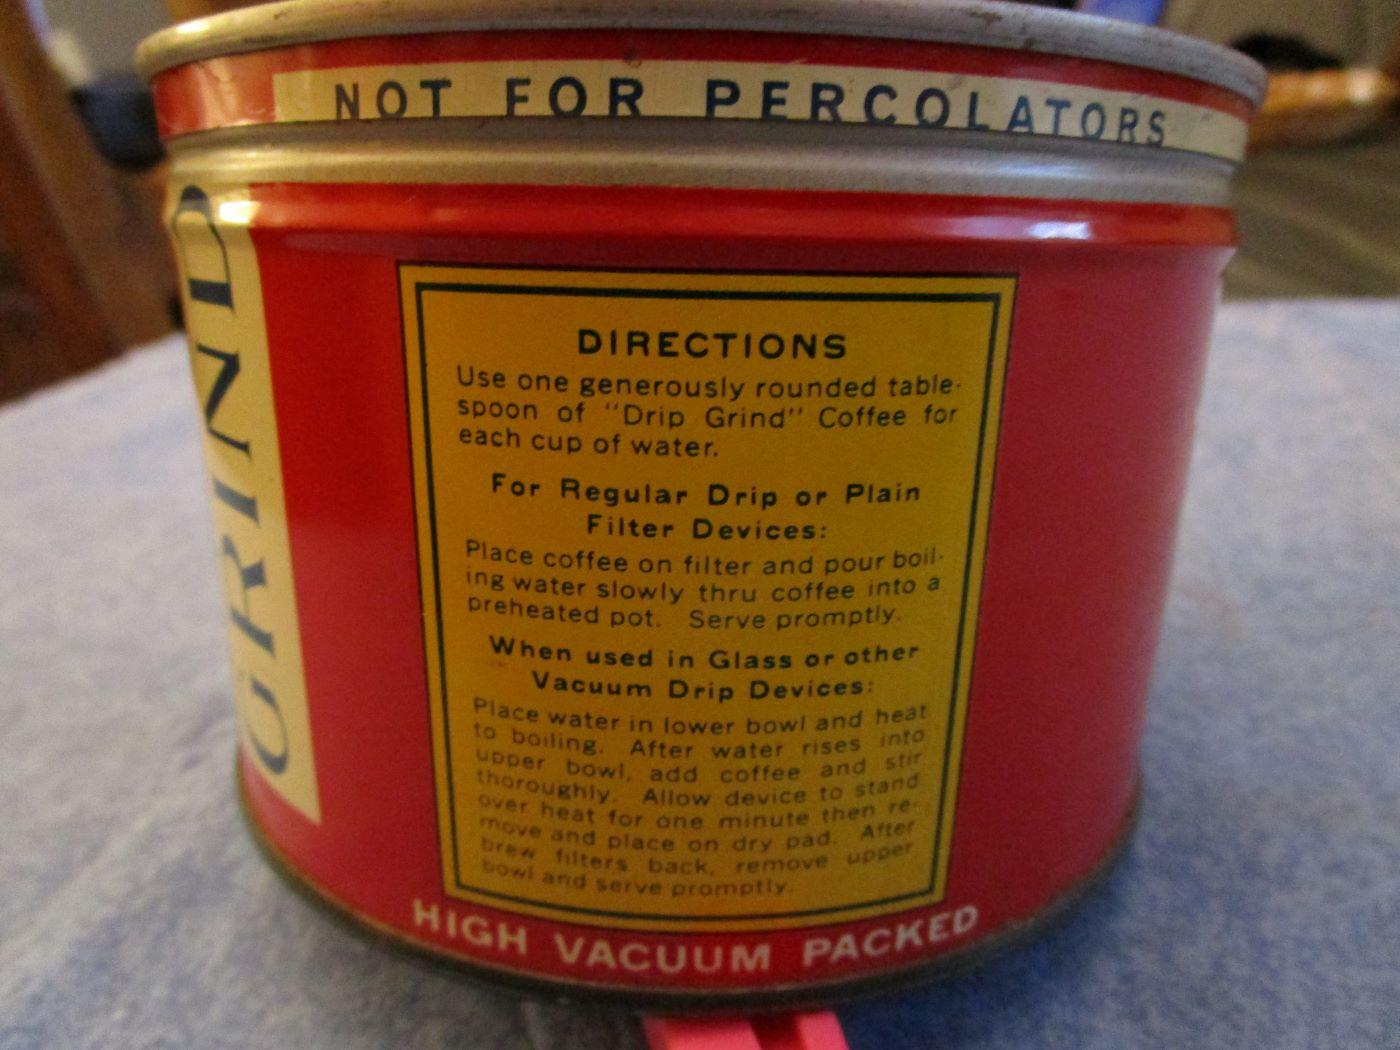 NOT FOR PERCOLATORS
GRIND
DIRECTIONS
Use one generously rounded table-
spoon of "Drip Grind" Coffee for
each cup of water.
For Regular Drip or Plain
Filter Devices:
Place coffee on filter and pour boil-
ing water slowly thru coffee into a
preheated pot. Serve promptly.
When used in Glass or other
Vacuum Drip Devices:
Place water in lower bowl and heat
to boiling. After water rises into
upper bowl, add coffee and stir
thoroughly. Allow device to stand
over heat for one minute then re-
move and place on dry pad. After
brew filters back, remove upper
bowl and serve promptly.
HIGH VACUUM PACKED